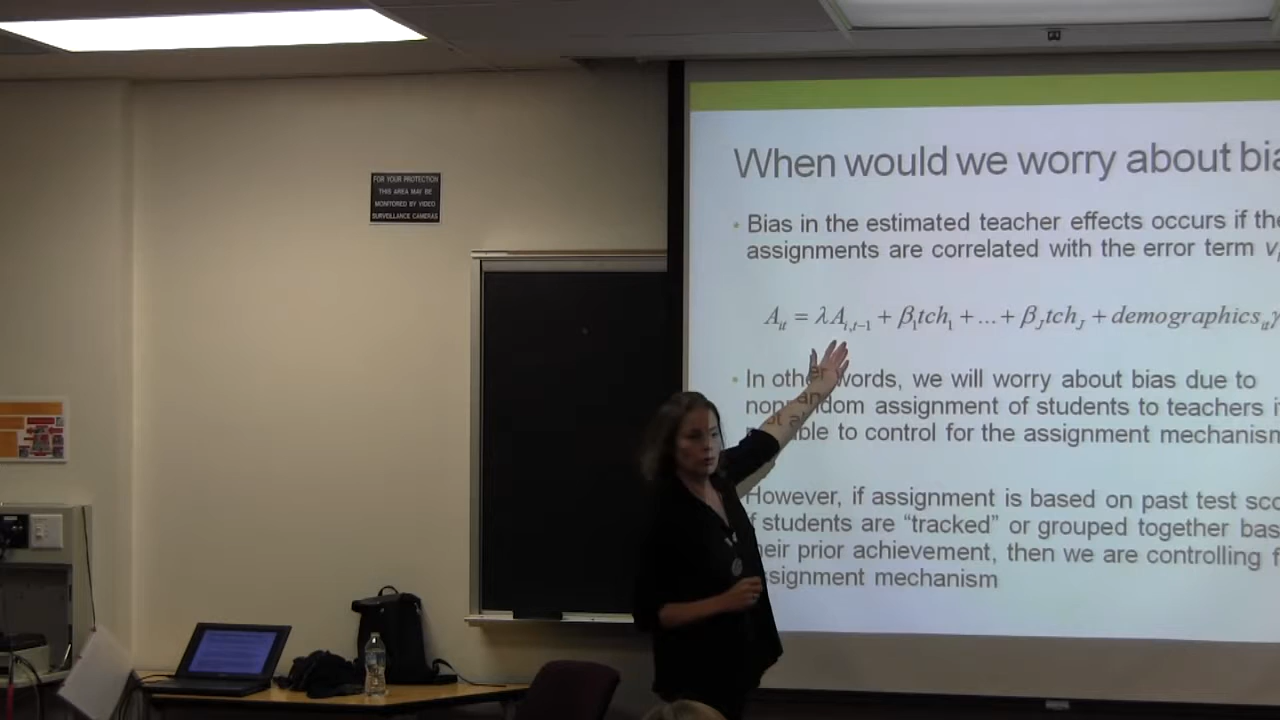 FOR YOUR PROTECTION
THIS AREA MAY BE
MONITORED BY VIDEO
SURVEILLANCE CAMERAS
When would we worry about bia
• Bias in the estimated teacher effects occurs if the
assignments are correlated with the error term v
A_it = λA_i,t−1 + β_1tch_1 + ... + β_Jtch_J + demographics_itγ
• In other words, we will worry about bias due to
nonrandom assignment of students to teachers i
not able to control for the assignment mechanism
However, if assignment is based on past test sco
f students are “tracked” or grouped together bas
heir prior achievement, then we are controlling f
ssignment mechanism